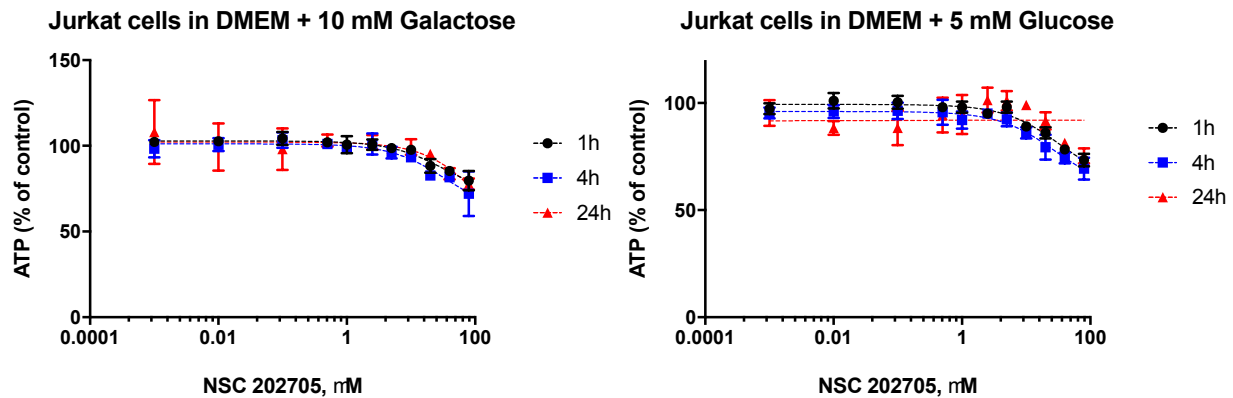 Jurkat cells in DMEM + 10 mM Galactose
150
100
50
0
ATP (% of control)
0.0001
0.01
1
100
NSC 202705, mM
1h
4h
24h
Jurkat cells in DMEM + 5 mM Glucose
100
50
0
ATP (% of control)
0.0001
0.01
1
100
NSC 202705, mM
1h
4h
24h